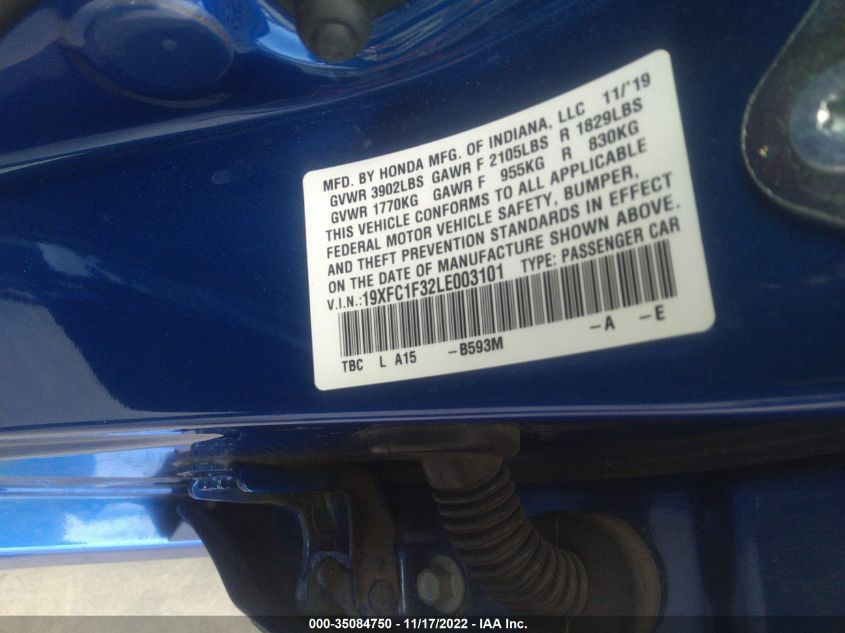 MFD. BY HONDA MFG. OF INDIANA, LLC 11/'19
GVWR 3902LBS GAWR F 2105LBS R 1829LBS
GVWR 1770KG GAWR F 955KG R 830KG
THIS VEHICLE CONFORMS TO ALL APPLICABLE
FEDERAL MOTOR VEHICLE SAFETY, BUMPER,
AND THEFT PREVENTION STANDARDS IN EFFECT
ON THE DATE OF MANUFACTURE SHOWN ABOVE.
V.I.N.:19XFC1F32LE003101 TYPE: PASSENGER CAR
TBC L A15 -B593M -A -E
000-35084750 - 11/17/2022 - IAA Inc.